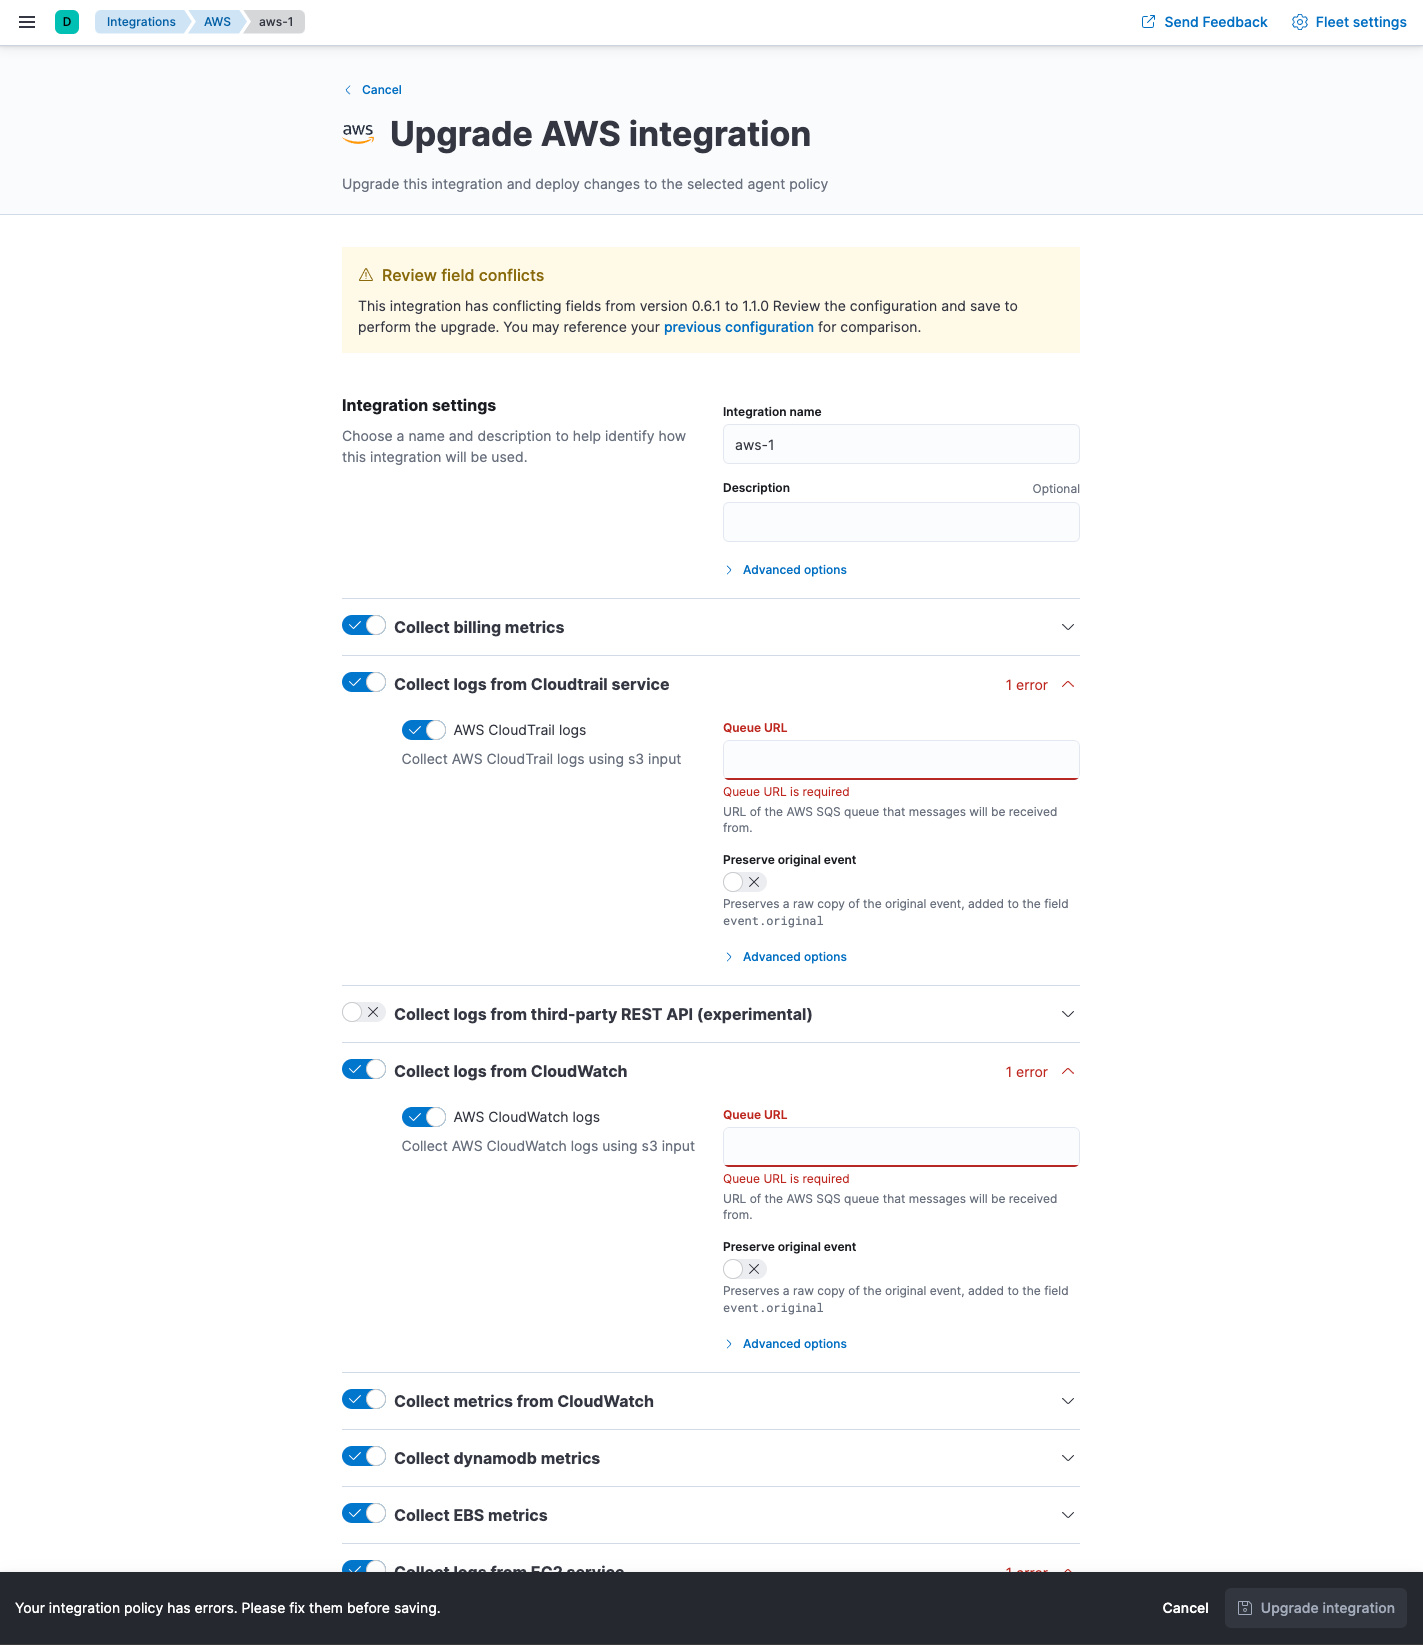 D
Integrations
AWS
aws-1
Send Feedback
Fleet settings
Cancel
aws
Upgrade AWS integration
Upgrade this integration and deploy changes to the selected agent policy
Review field conflicts
This integration has conflicting fields from version 0.6.1 to 1.1.0 Review the configuration and save to
perform the upgrade. You may reference your previous configuration for comparison.
Integration settings
Choose a name and description to help identify how
this integration will be used.
Integration name
aws-1
Description
Optional
Advanced options
Collect billing metrics
Collect logs from Cloudtrail service
1 error
AWS CloudTrail logs
Collect AWS CloudTrail logs using s3 input
Queue URL
Queue URL is required
URL of the AWS SQS queue that messages will be received
from.
Preserve original event
Preserves a raw copy of the original event, added to the field
event.original
Advanced options
Collect logs from third-party REST API (experimental)
Collect logs from CloudWatch
1 error
AWS CloudWatch logs
Collect AWS CloudWatch logs using s3 input
Queue URL
Queue URL is required
URL of the AWS SQS queue that messages will be received
from.
Preserve original event
Preserves a raw copy of the original event, added to the field
event.original
Advanced options
Collect metrics from CloudWatch
Collect dynamodb metrics
Collect EBS metrics
Collect logs from EC2 service
1 error
Your integration policy has errors. Please fix them before saving.
Cancel
Upgrade integration